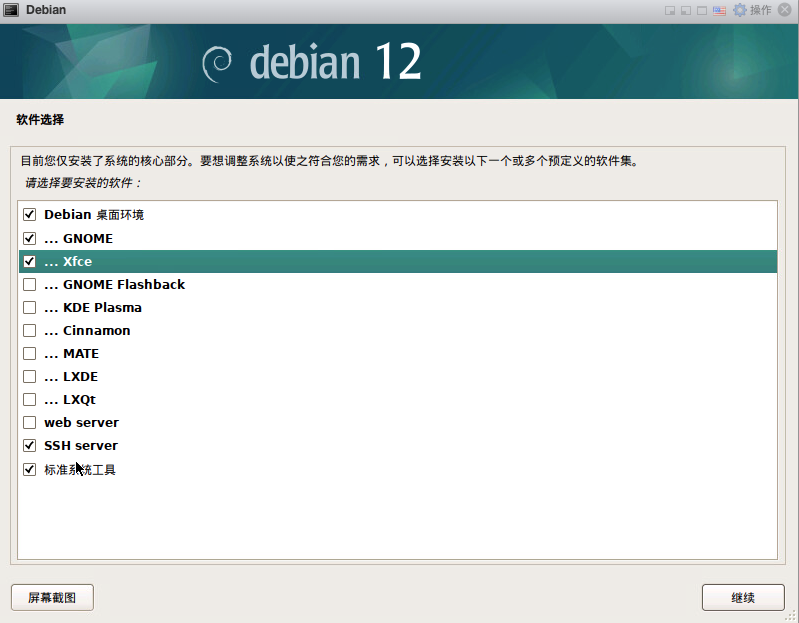 Debian
操作
debian 12
软件选择
目前您仅安装了系统的核心部分。要想调整系统以使之符合您的需求，可以选择安装以下一个或多个预定义的软件集。
请选择要安装的软件：
Debian 桌面环境
... GNOME
... Xfce
... GNOME Flashback
... KDE Plasma
... Cinnamon
... MATE
... LXDE
... LXQt
web server
SSH server
标准系统工具
屏幕截图
继续